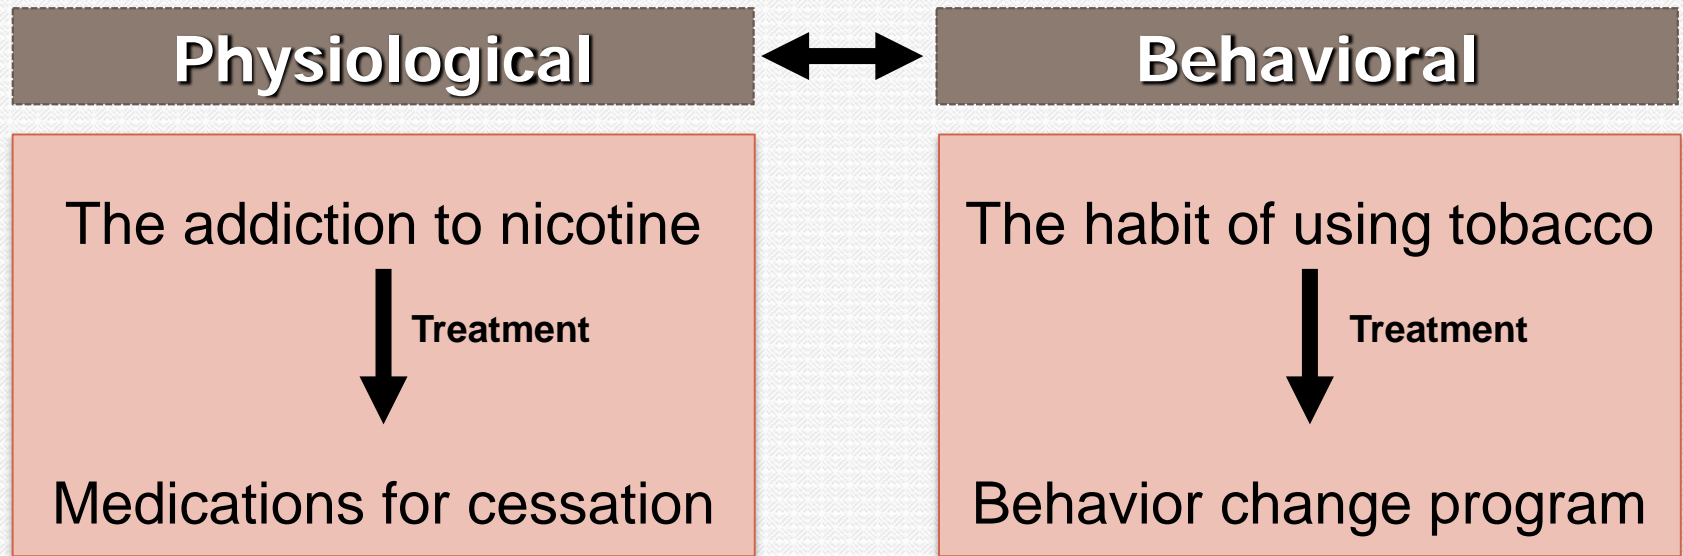 Physiological
Behavioral
The addiction to nicotine
Treatment
Medications for cessation
The habit of using tobacco
Treatment
Behavior change program